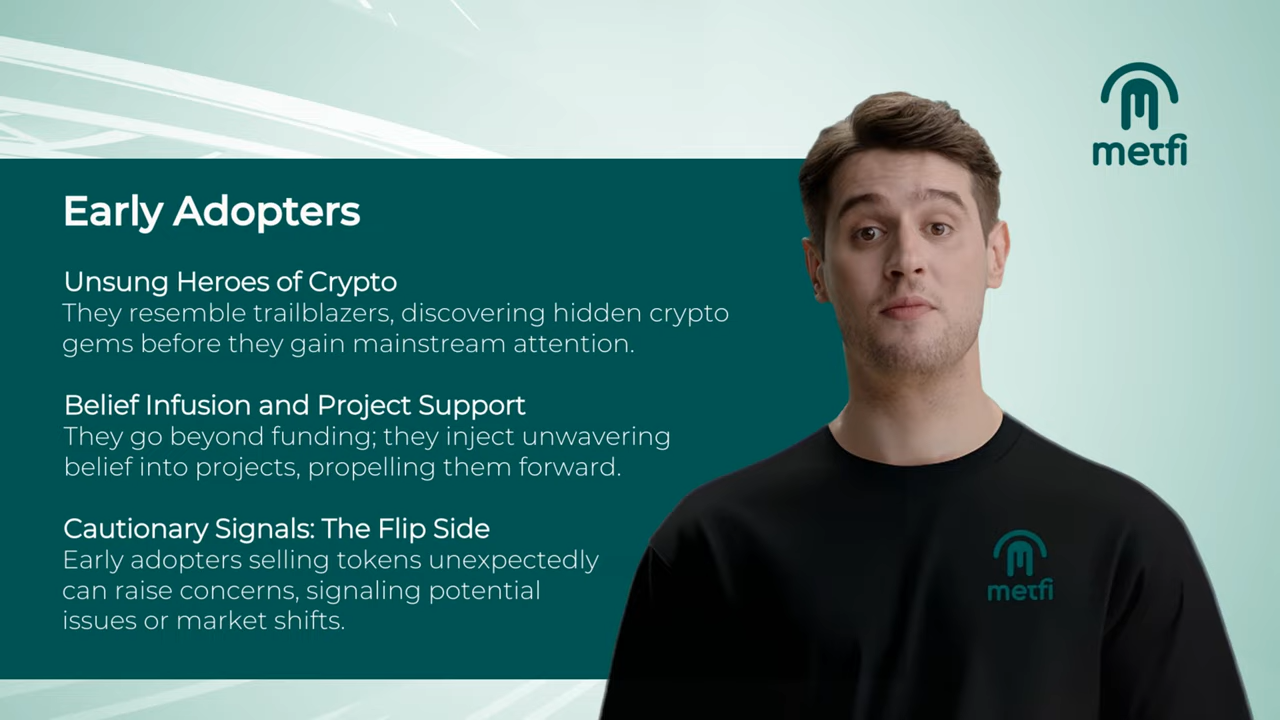 metfi
Early Adopters
Unsung Heroes of Crypto
They resemble trailblazers, discovering hidden crypto
gems before they gain mainstream attention.
Belief Infusion and Project Support
They go beyond funding; they inject unwavering
belief into projects, propelling them forward.
Cautionary Signals: The Flip Side
Early adopters selling tokens unexpectedly
can raise concerns, signaling potential
issues or market shifts.
metfi